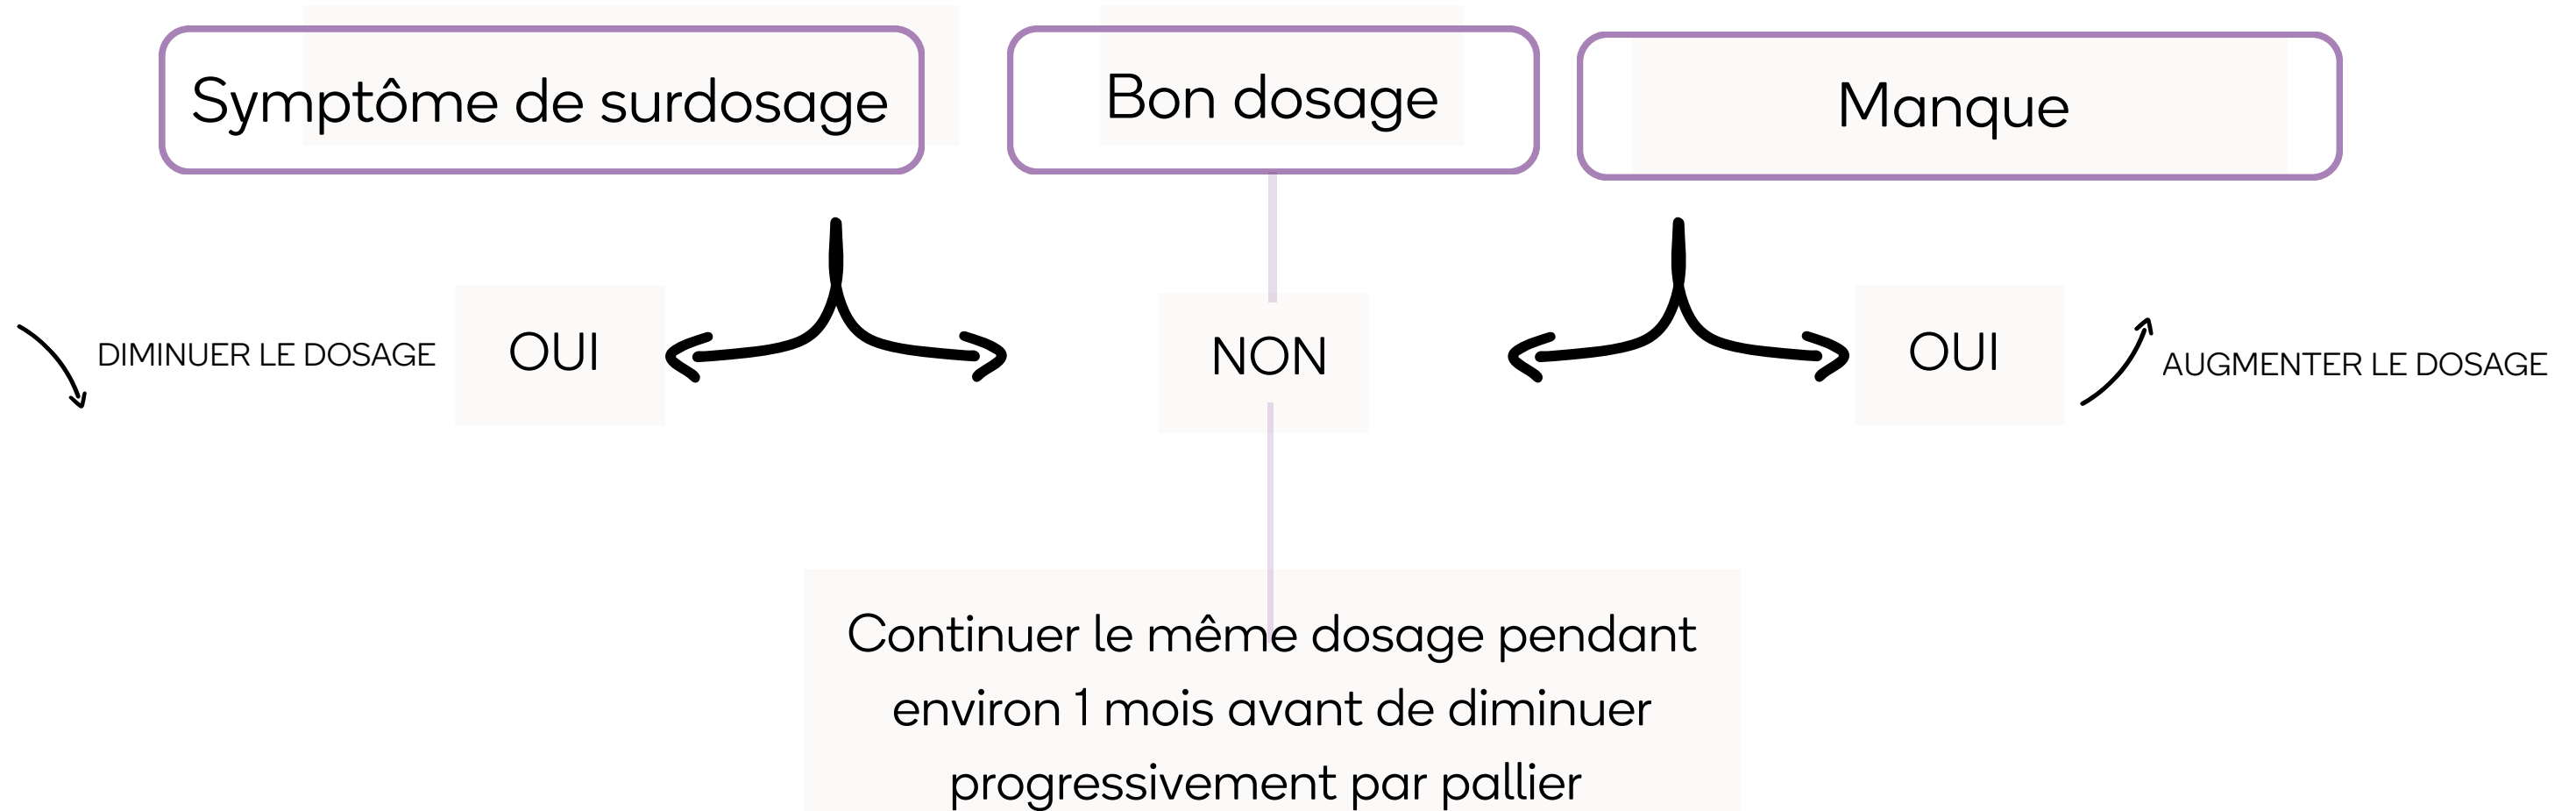 Symptôme de surdosage
Bon dosage
Manque
DIMINUER LE DOSAGE
OUI
NON
OUI
AUGMENTER LE DOSAGE
Continuer le même dosage pendant
environ 1 mois avant de diminuer
progressivement par pallier